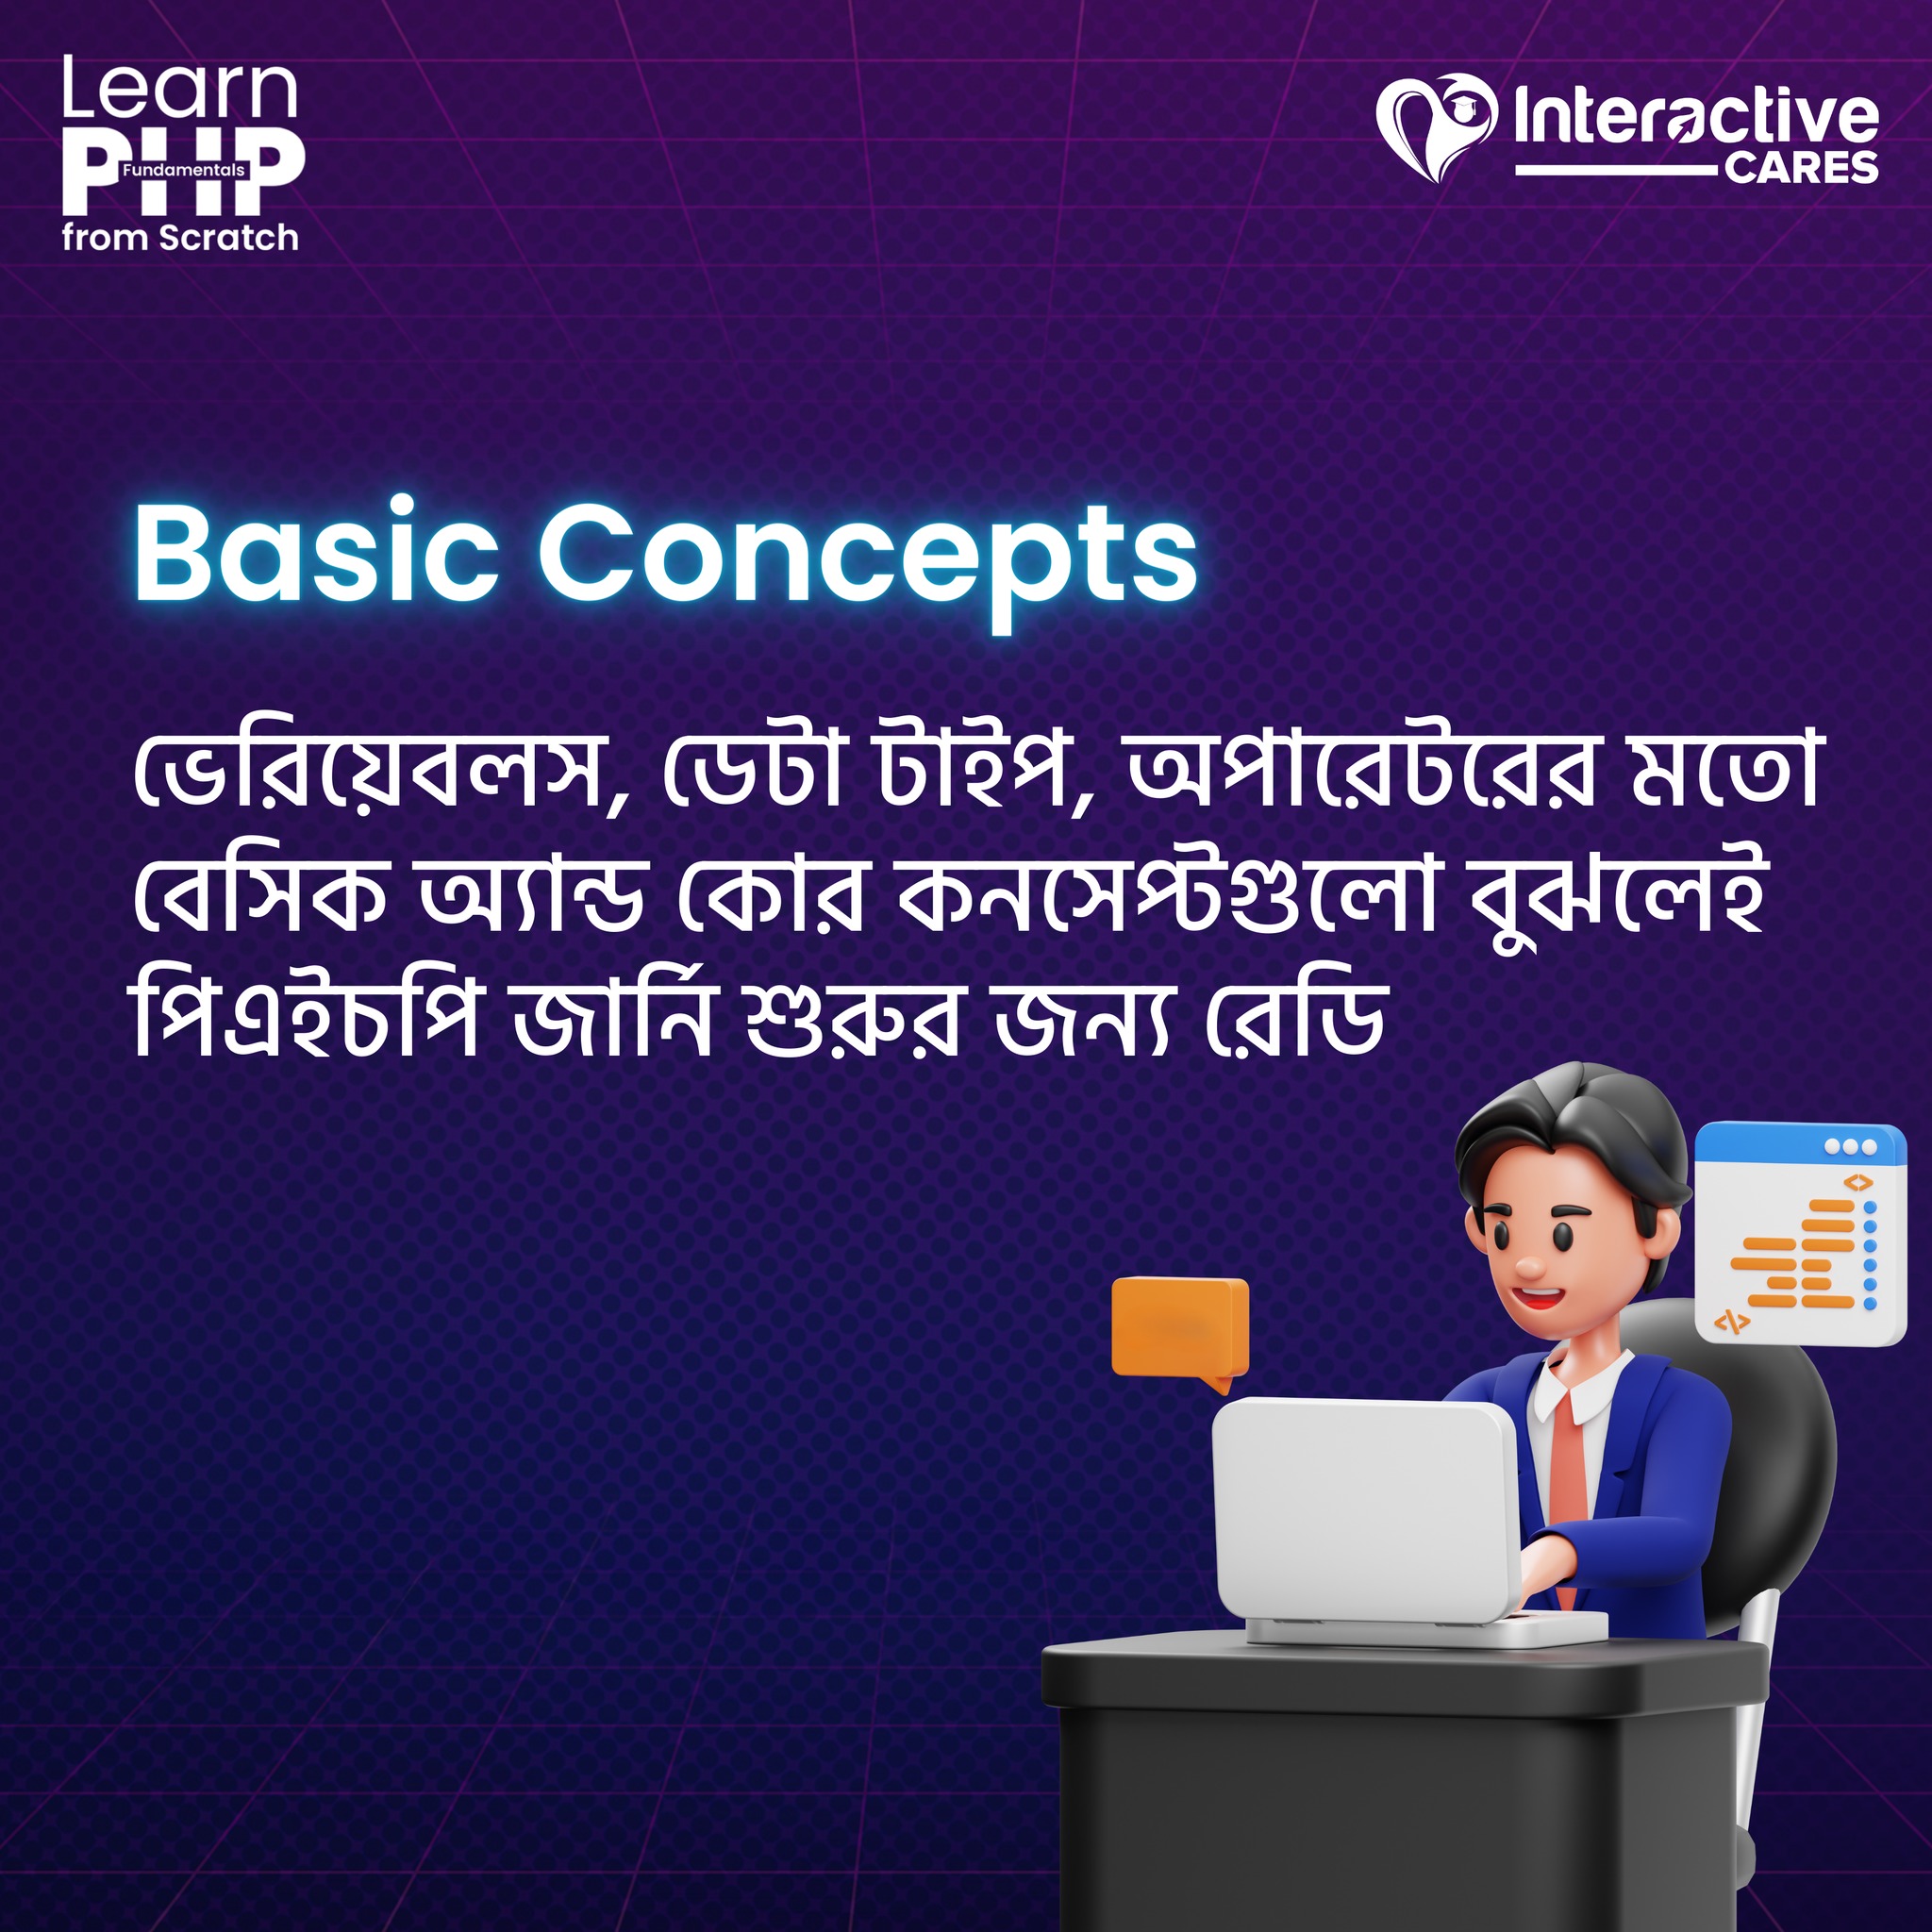 Learn
PHP
Fundamentals
from Scratch
Interactive
CARES
Basic Concepts
ভেরিয়েবলস, ডেটা টাইপ, অপারেটরের মতো
বেসিক অ্যান্ড কোর কনসেপ্টগুলো বুঝলেই
পিএইচপি জার্নি শুরুর জন্য রেডি
<>
</>